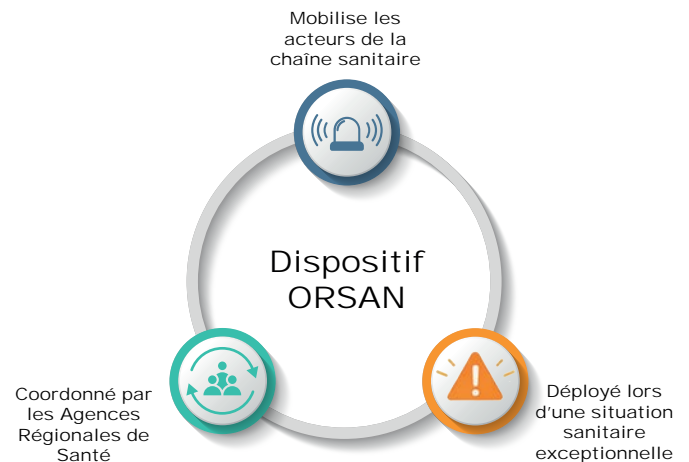 Mobilise les
acteurs de la
chaîne sanitaire
Dispositif
ORSAN
Coordonné par
les Agences
Régionales de
Santé
Déployé lors
d'une situation
sanitaire
exceptionnelle